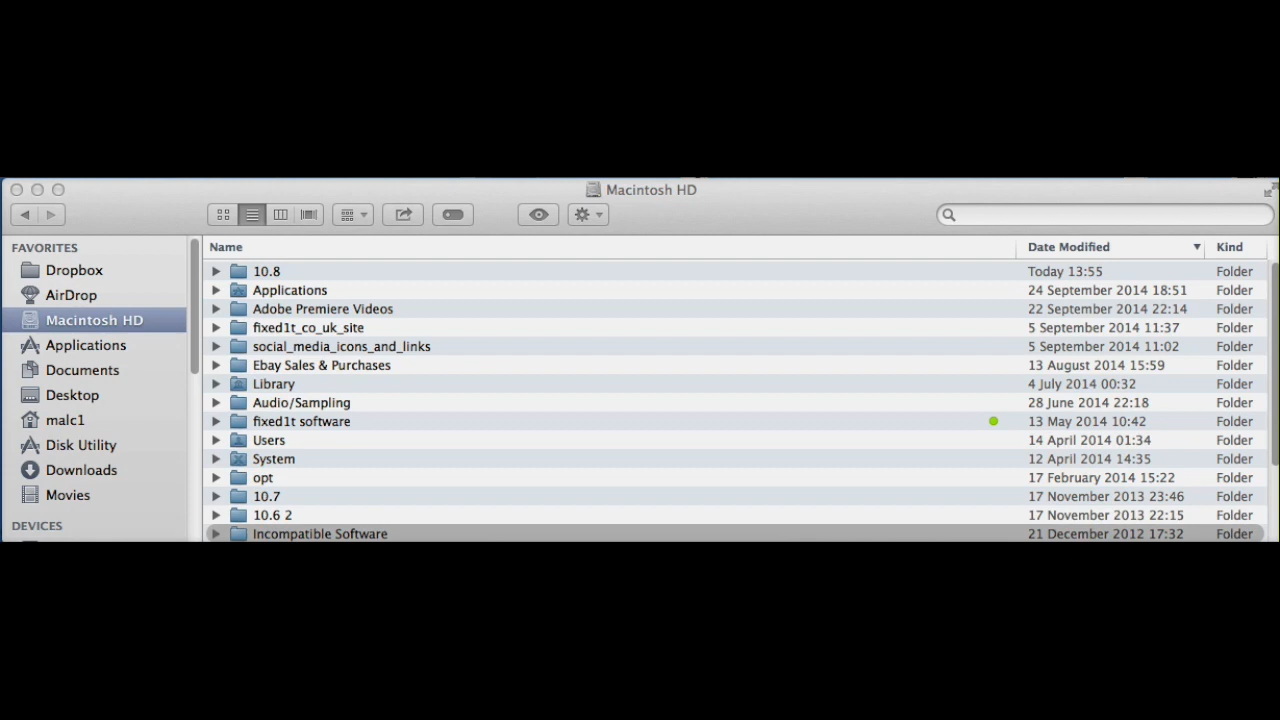 Macintosh HD
FAVORITES
Dropbox
AirDrop
Macintosh HD
Applications
Documents
Desktop
malc1
Disk Utility
Downloads
Movies
DEVICES
Name Date Modified Kind
10.8 Today 13:55 Folder
Applications 24 September 2014 18:51 Folder
Adobe Premiere Videos 22 September 2014 22:14 Folder
fixed1t_co_uk_site 5 September 2014 11:37 Folder
social_media_icons_and_links 5 September 2014 11:02 Folder
Ebay Sales & Purchases 13 August 2014 15:59 Folder
Library 4 July 2014 00:32 Folder
Audio/Sampling 28 June 2014 22:18 Folder
fixed1t software 13 May 2014 10:42 Folder
Users 14 April 2014 01:34 Folder
System 12 April 2014 14:35 Folder
opt 17 February 2014 15:22 Folder
10.7 17 November 2013 23:46 Folder
10.6 2 17 November 2013 22:15 Folder
Incompatible Software 21 December 2012 17:32 Folder